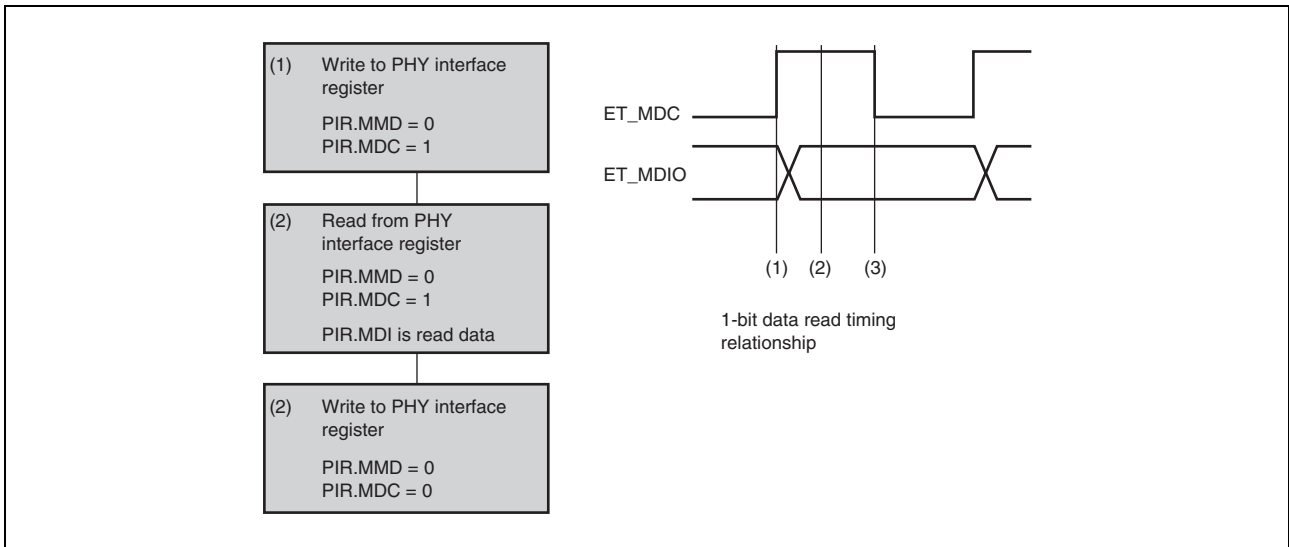 (1) Write to PHY interface
register
PIR.MMD = 0
PIR.MDC = 1
(2) Read from PHY
interface register
PIR.MMD = 0
PIR.MDC = 1
PIR.MDI is read data
(2) Write to PHY interface
register
PIR.MMD = 0
PIR.MDC = 0
ET_MDC
ET_MDIO
(1) (2) (3)
1-bit data read timing
relationship